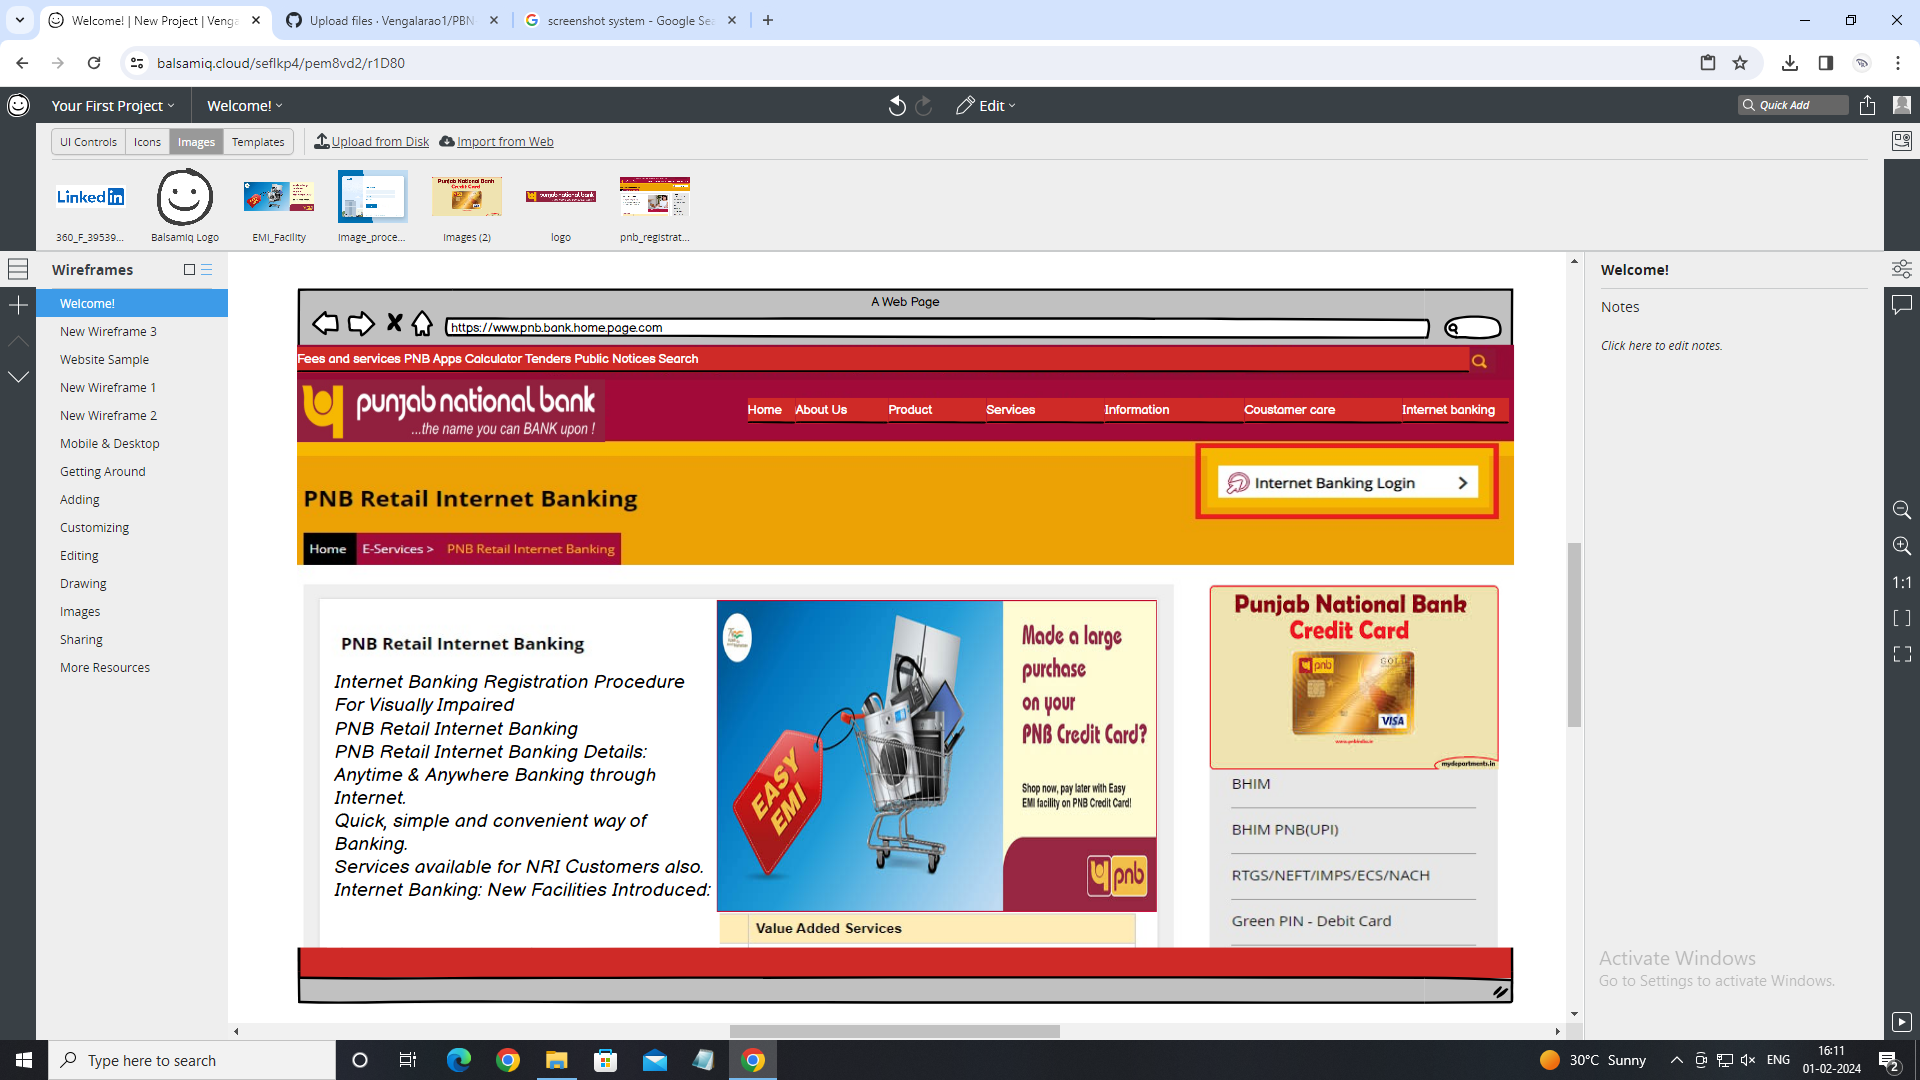 Welcome! | New Project | Venga
Upload files · Vengalarao1/PBN
screenshot system - Google Sea
balsamiq.cloud/seflkp4/pem8vd2/r1D80
Your First Project
Welcome!
Edit
Quick Add
UI Controls
Icons
Images
Templates
Upload from Disk
Import from Web
360_F_39539...
Balsamiq Logo
EMI_Facility
image_proce...
images (2)
logo
pnb_registrat...
Wireframes
Welcome!
New Wireframe 3
Website Sample
New Wireframe 1
New Wireframe 2
Mobile & Desktop
Getting Around
Adding
Customizing
Editing
Drawing
Images
Sharing
More Resources
A Web Page
https://www.pnb.bank.home.page.com
Fees and services PNB Apps Calculator Tenders Public Notices Search
punjab national bank
...the name you can BANK upon !
Home About Us Product Services Information Coustamer care Internet banking
PNB Retail Internet Banking
Internet Banking Login
Home E-Services > PNB Retail Internet Banking
PNB Retail Internet Banking
Internet Banking Registration Procedure
For Visually Impaired
PNB Retail Internet Banking
PNB Retail Internet Banking Details:
Anytime & Anywhere Banking through
Internet.
Quick, simple and convenient way of
Banking.
Services available for NRI Customers also.
Internet Banking: New Facilities Introduced:
EASY
EMI
Made a large
purchase
on your
PNB Credit Card?
Shop now, pay later with Easy
EMI facility on PNB Credit Card!
pnb
Value Added Services
Punjab National Bank
Credit Card
pnb
GOLD
VISA
www.pnbindia.in
mydepartments.in
BHIM
BHIM PNB(UPI)
RTGS/NEFT/IMPS/ECS/NACH
Green PIN - Debit Card
Welcome!
Notes
Click here to edit notes.
1:1
Activate Windows
Go to Settings to activate Windows.
Type here to search
30°C Sunny
ENG
16:11
01-02-2024
2